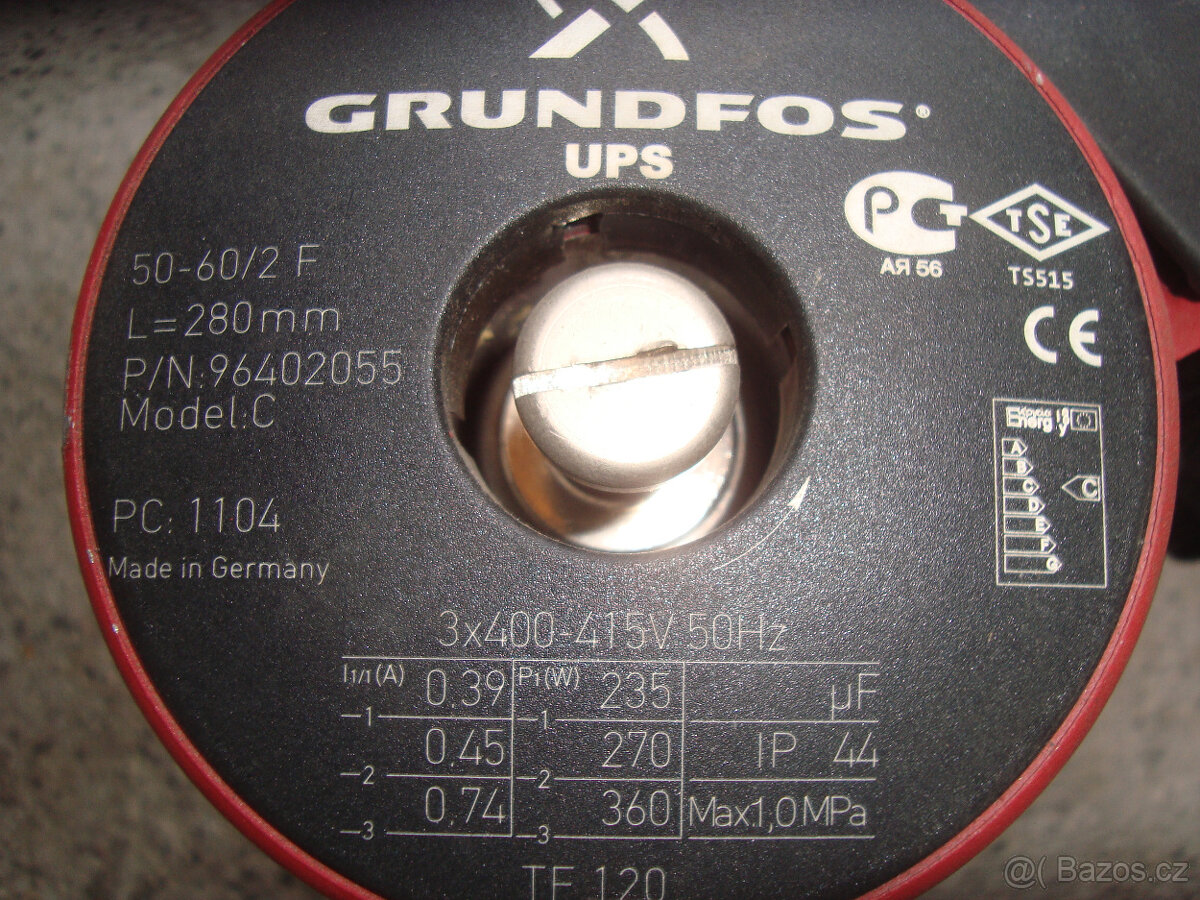 GRUNDFOS®
UPS
50-60/2 F
L=280mm
P/N:96402055
Model:C
PC: 1104
Made in Germany
PCT
АЯ 56
TSE
TS515
CE
Energy
A
B
C
D
E
F
G
C
3x400-415V 50Hz
I1/1(A) 0.39 P1(W) 235 µF
1 1
0.45 270 IP 44
2 2
0.74 360 Max1,0MPa
3 3
TF 120
@( Bazos.cz